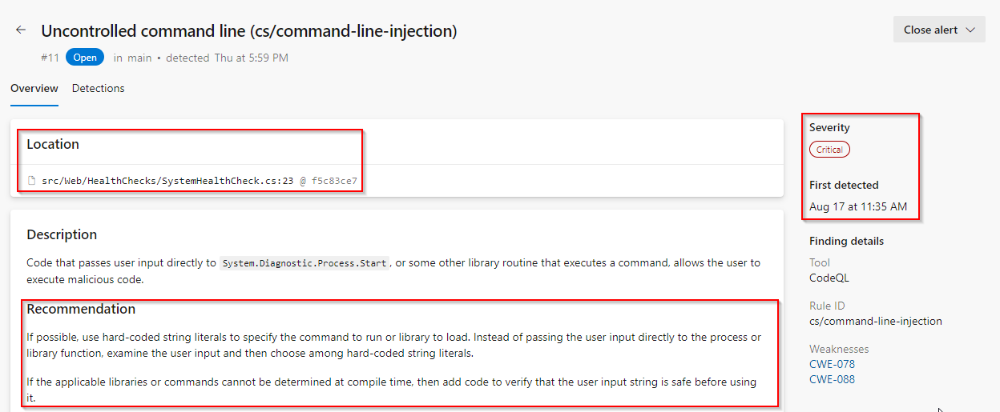 Uncontrolled command line (cs/command-line-injection)
Close alert
#11 Open in main • detected Thu at 5:59 PM
Overview Detections
Location
src/Web/HealthChecks/SystemHealthCheck.cs:23 @ f5c83ce7
Description
Code that passes user input directly to System.Diagnostic.Process.Start, or some other library routine that executes a command, allows the user to
execute malicious code.
Recommendation
If possible, use hard-coded string literals to specify the command to run or library to load. Instead of passing the user input directly to the process or
library function, examine the user input and then choose among hard-coded string literals.
If the applicable libraries or commands cannot be determined at compile time, then add code to verify that the user input string is safe before using
it.
Severity
Critical
First detected
Aug 17 at 11:35 AM
Finding details
Tool
CodeQL
Rule ID
cs/command-line-injection
Weaknesses
CWE-078
CWE-088